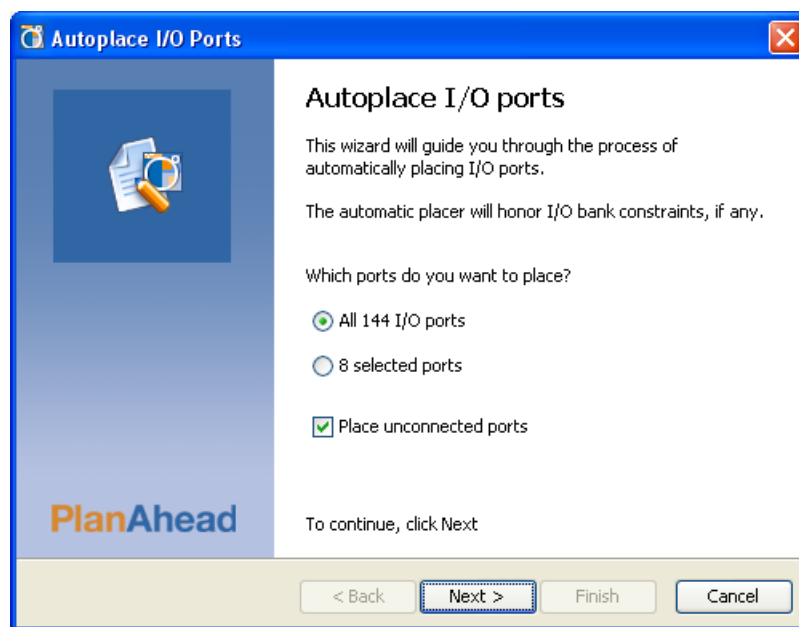 Autoplace I/O Ports
Autoplace I/O ports
This wizard will guide you through the process of
automatically placing I/O ports.
The automatic placer will honor I/O bank constraints, if any.
Which ports do you want to place?
All 144 I/O ports
8 selected ports
Place unconnected ports
PlanAhead
To continue, click Next
< Back
Next >
Finish
Cancel